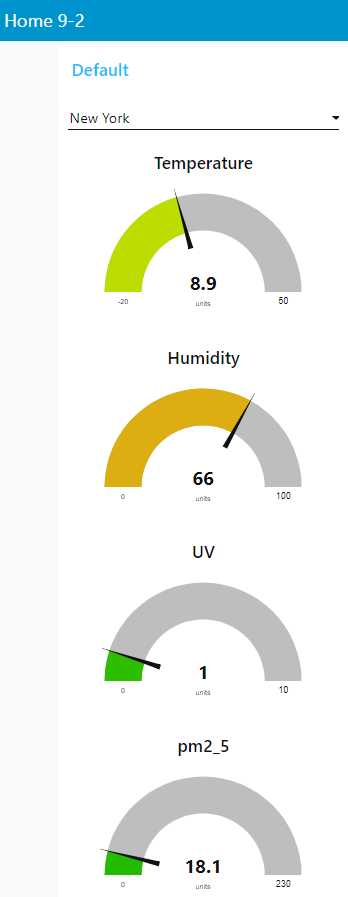 Home 9-2
Default
New York
Temperature
8.9
units
-20
50
Humidity
66
units
0
100
UV
1
units
0
10
pm2_5
18.1
units
0
230